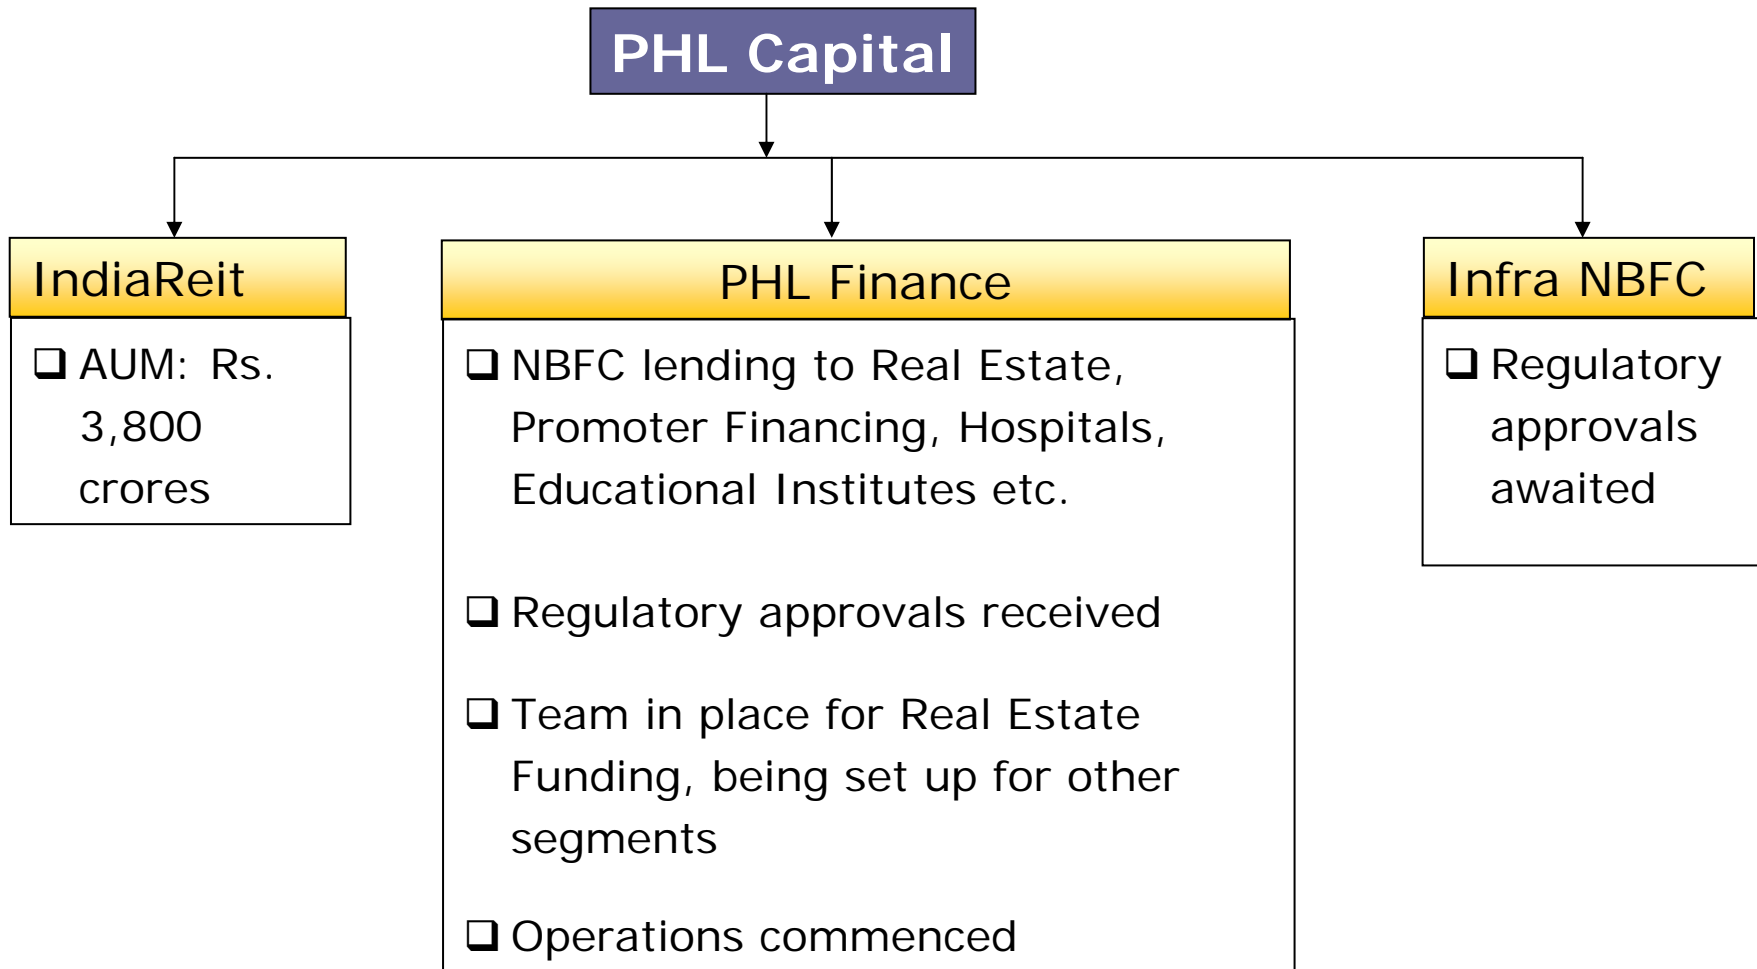 PHL Capital
IndiaReit
❑ AUM: Rs.
3,800
crores
PHL Finance
❑ NBFC lending to Real Estate,
Promoter Financing, Hospitals,
Educational Institutes etc.
❑ Regulatory approvals received
❑ Team in place for Real Estate
Funding, being set up for other
segments
❑ Operations commenced
Infra NBFC
❑ Regulatory
approvals
awaited